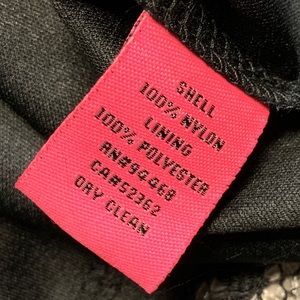 SHELL
100% NYLON
LINING
100% POLYESTER
RN#94468
CA#52362
DRY CLEAN